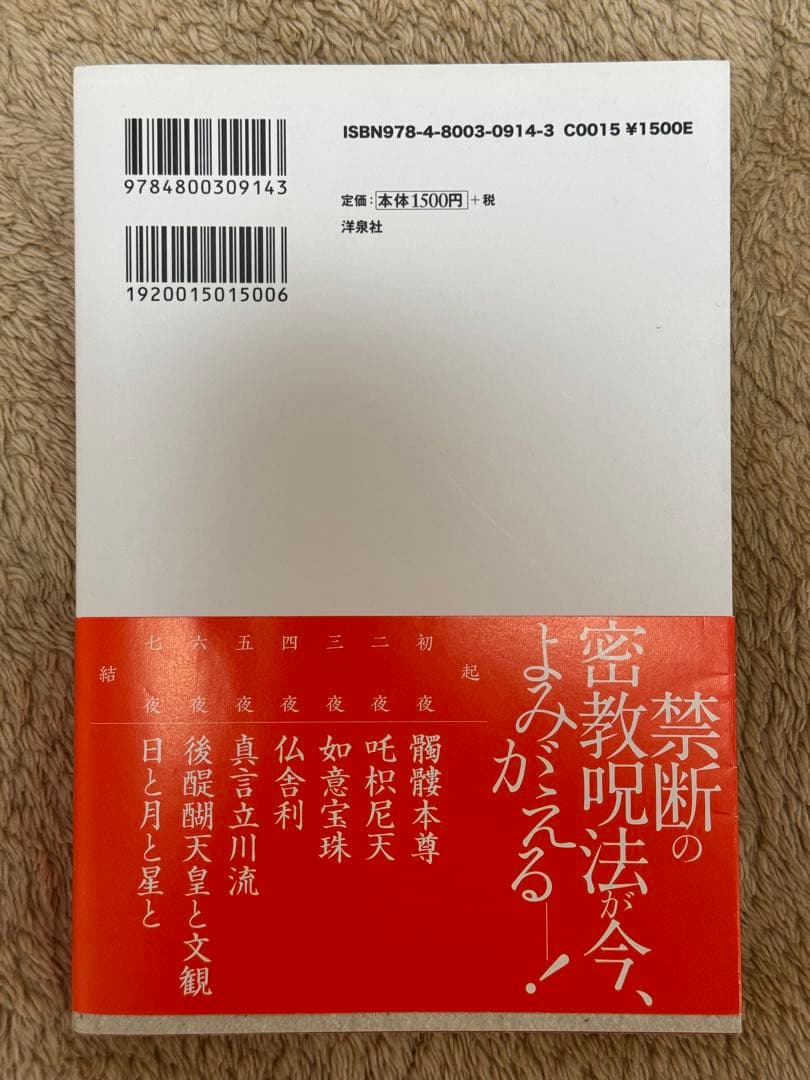 ISBN978-4-8003-0914-3 C0015 ¥1500E
9784800309143
定価:本体1500円+税
洋泉社
1920015015006
禁断の
密教呪法が今、
よみがえる―!
起
初夜 髑髏本尊
二夜 吒枳尼天
三夜 如意宝珠
四夜 仏舎利
五夜 真言立川流
六夜 後醍醐天皇と文観
七夜 日と月と星と
結